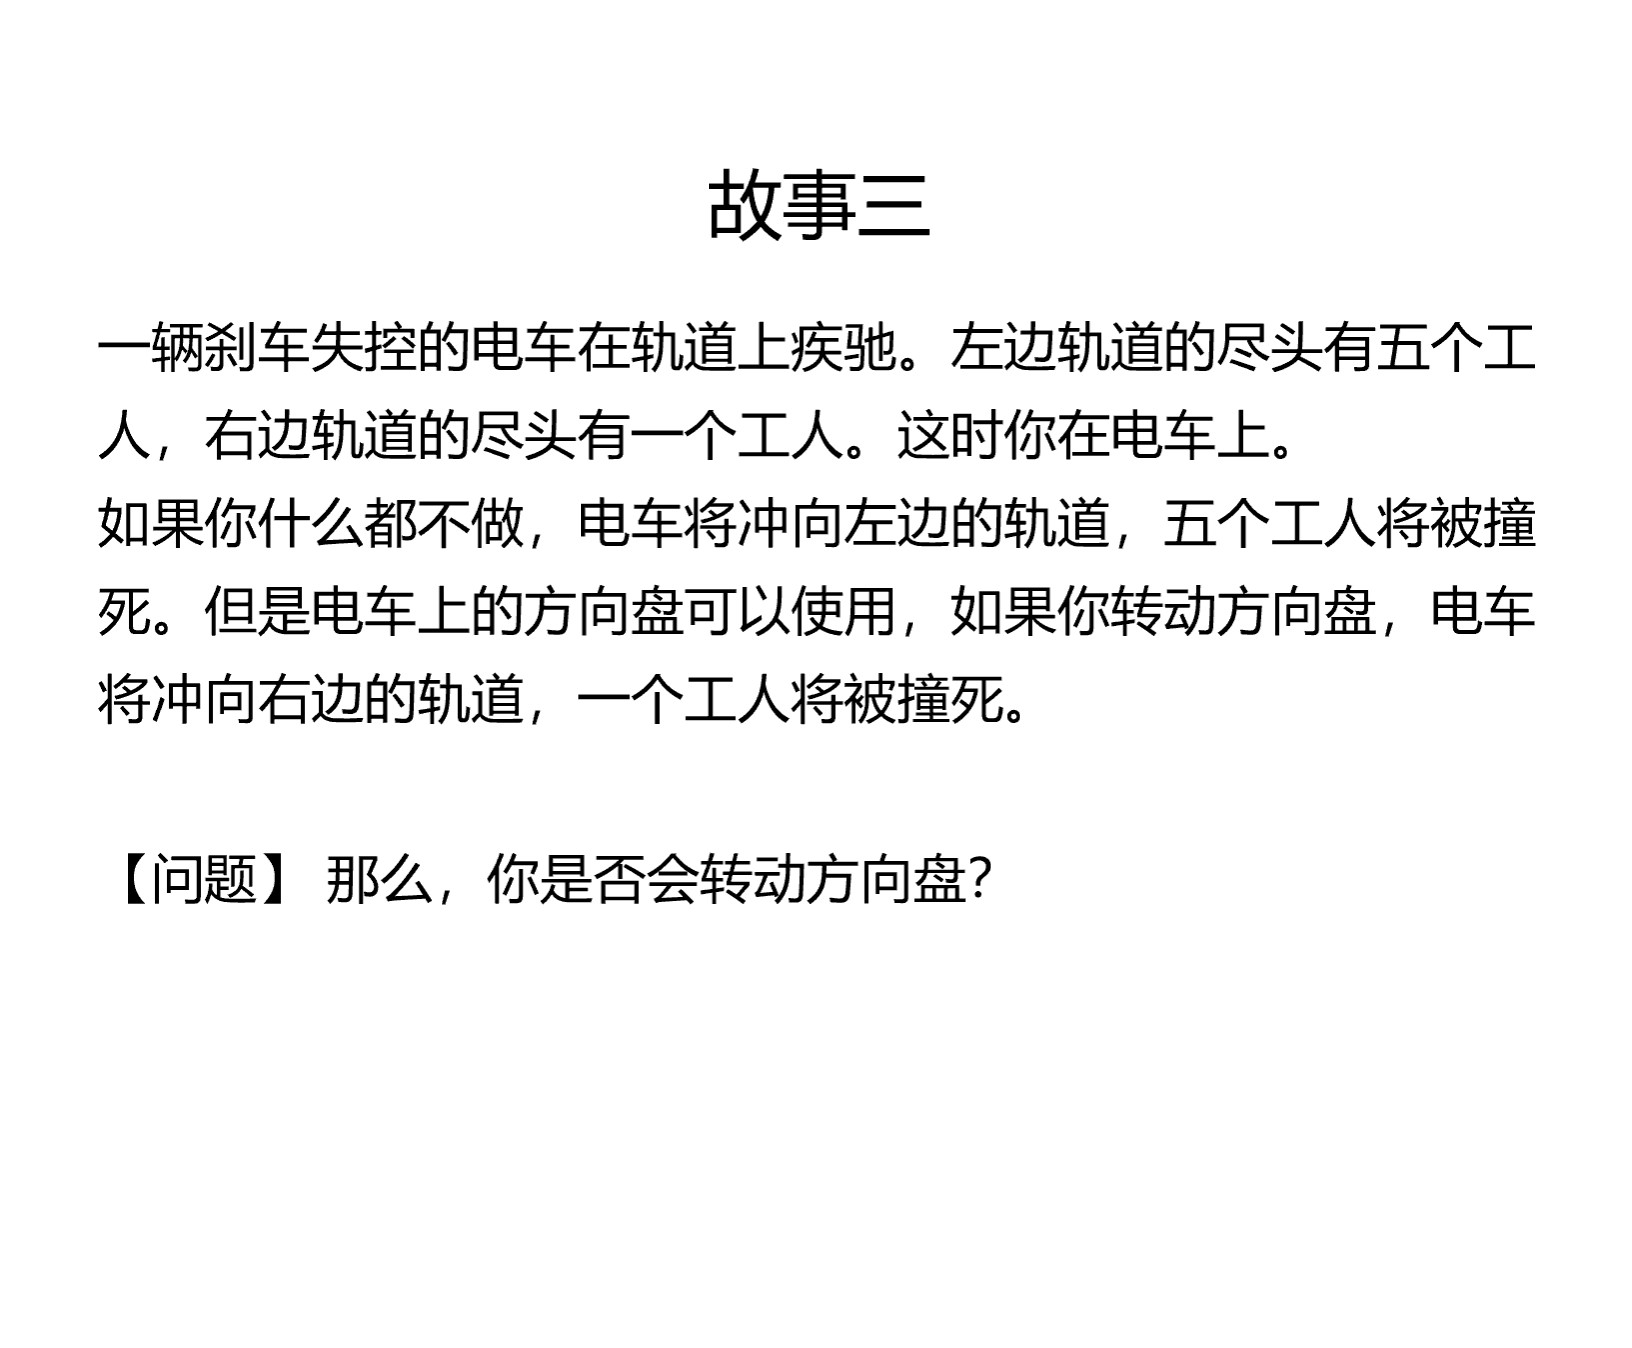 故事三
一辆刹车失控的电车在轨道上疾驰。左边轨道的尽头有五个工
人，右边轨道的尽头有一个工人。这时你在电车上。
如果你什么都不做，电车将冲向左边的轨道，五个工人将被撞
死。但是电车上的方向盘可以使用，如果你转动方向盘，电车
将冲向右边的轨道，一个工人将被撞死。
【问题】 那么，你是否会转动方向盘？